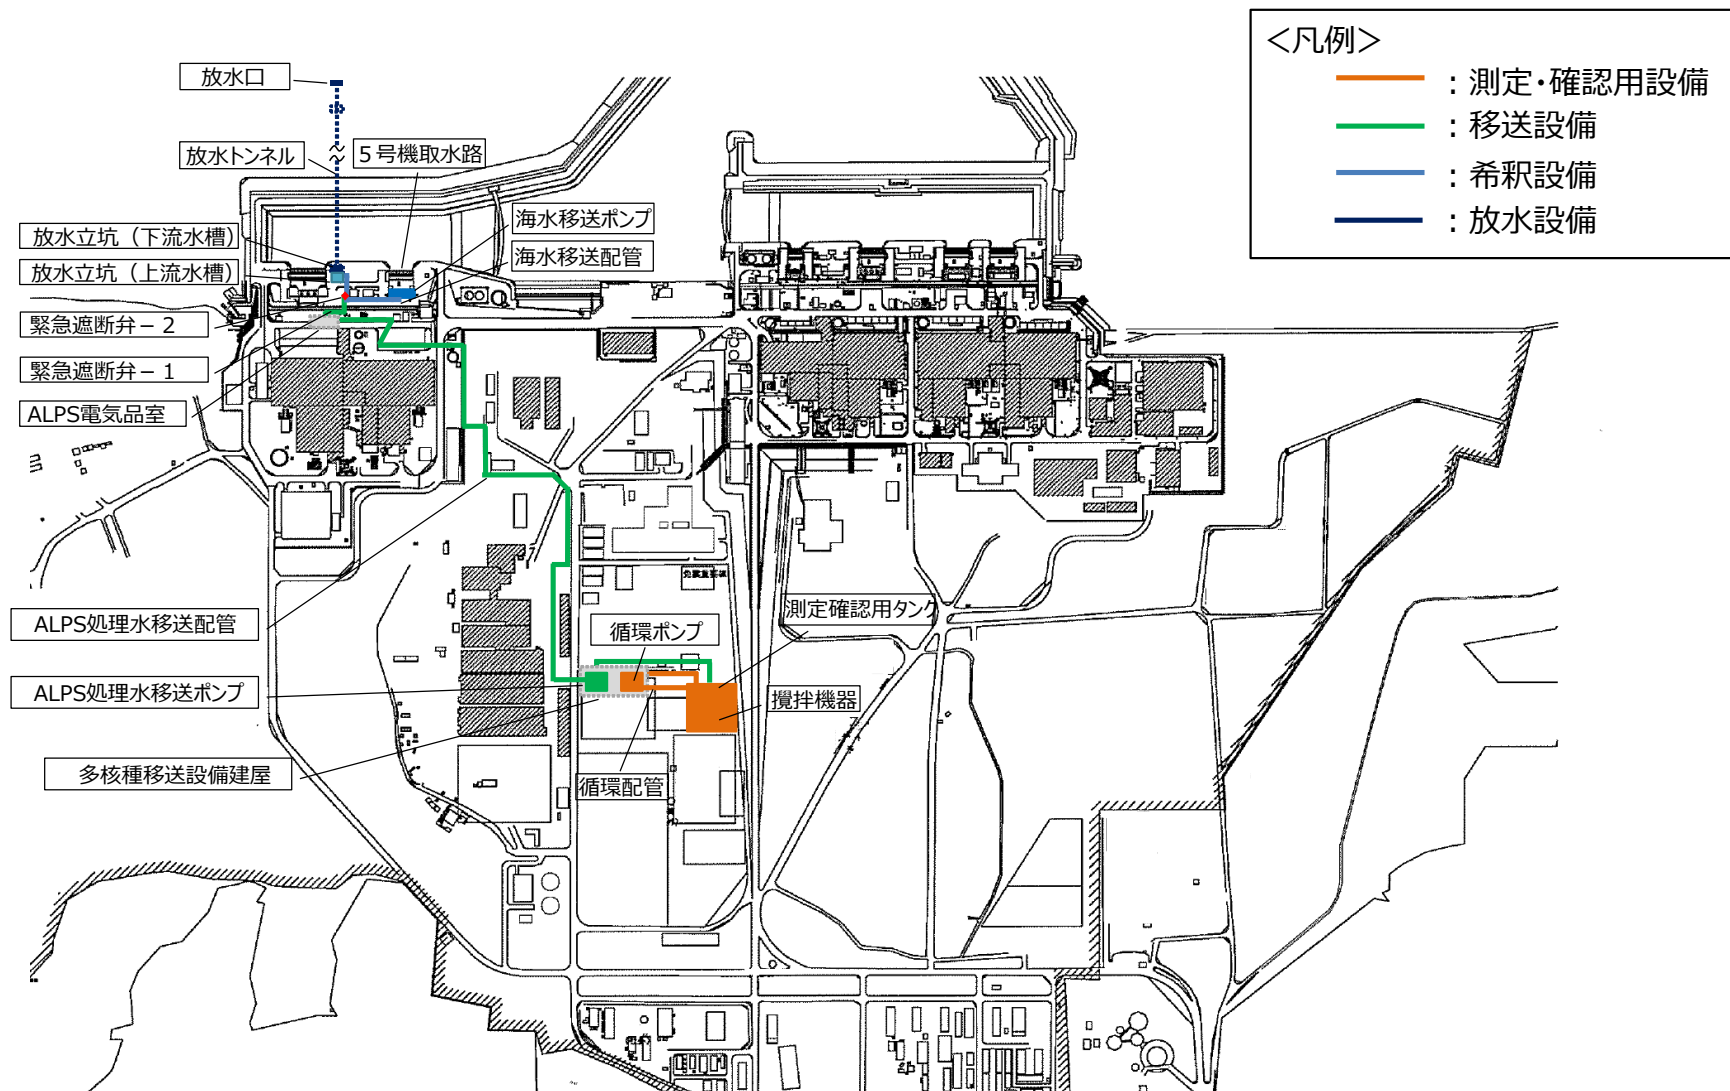 ＜凡例＞
：測定・確認用設備
：移送設備
：希釈設備
：放水設備
放水口
放水トンネル
５号機取水路
海水移送ポンプ
放水立坑（下流水槽）
海水移送配管
放水立坑（上流水槽）
緊急遮断弁－２
緊急遮断弁－１
ALPS電気品室
測定確認用タンク
ALPS処理水移送配管
循環ポンプ
ALPS処理水移送ポンプ
攪拌機器
多核種移送設備建屋
循環配管